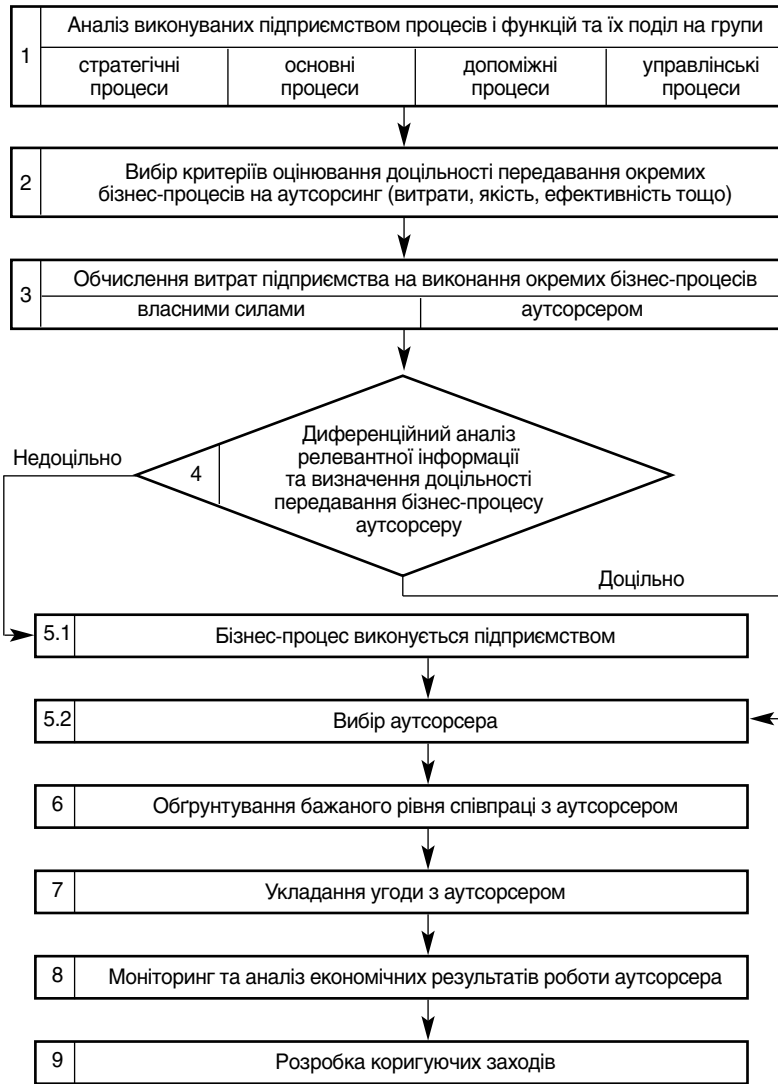 1
Аналіз виконуваних підприємством процесів і функцій та їх поділ на групи
стратегічні процеси
основні процеси
допоміжні процеси
управлінські процеси
2
Вибір критеріїв оцінювання доцільності передавання окремих
бізнес-процесів на аутсорсинг (витрати, якість, ефективність тощо)
3
Обчислення витрат підприємства на виконання окремих бізнес-процесів
власними силами
аутсорсером
Недоцільно
4
Диференційний аналіз
релевантної інформації
та визначення доцільності
передавання бізнес-процесу
аутсорсеру
Доцільно
5.1
Бізнес-процес виконується підприємством
5.2
Вибір аутсорсера
6
Обґрунтування бажаного рівня співпраці з аутсорсером
7
Укладання угоди з аутсорсером
8
Моніторинг та аналіз економічних результатів роботи аутсорсера
9
Розробка коригуючих заходів